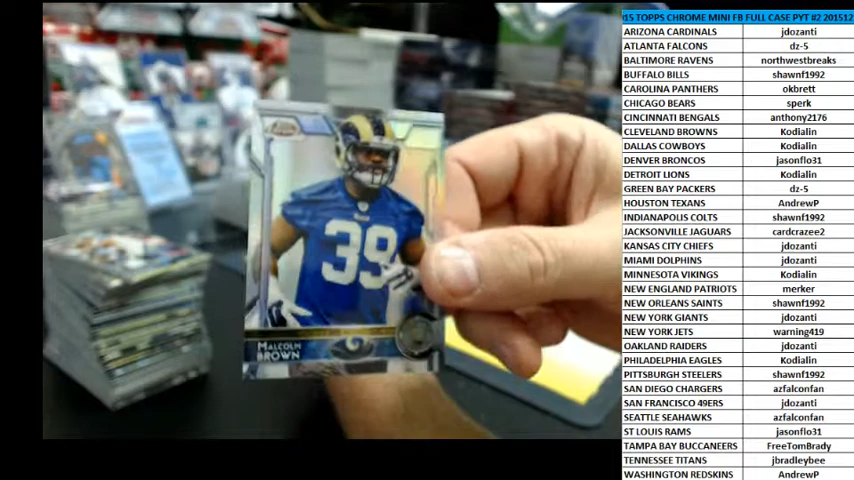 39
MALCOLM
BROWN
15 TOPPS CHROME MINI FB FULL CASE PYT #2 201512
ARIZONA CARDINALS jdozanti
ATLANTA FALCONS dz-5
BALTIMORE RAVENS northwestbreaks
BUFFALO BILLS shawnf1992
CAROLINA PANTHERS okbrett
CHICAGO BEARS sperk
CINCINNATI BENGALS anthony2176
CLEVELAND BROWNS Kodialin
DALLAS COWBOYS Kodialin
DENVER BRONCOS jasonflo31
DETROIT LIONS Kodialin
GREEN BAY PACKERS dz-5
HOUSTON TEXANS AndrewP
INDIANAPOLIS COLTS shawnf1992
JACKSONVILLE JAGUARS cardcrazee2
KANSAS CITY CHIEFS jdozanti
MIAMI DOLPHINS jdozanti
MINNESOTA VIKINGS Kodialin
NEW ENGLAND PATRIOTS merker
NEW ORLEANS SAINTS shawnf1992
NEW YORK GIANTS jdozanti
NEW YORK JETS warning419
OAKLAND RAIDERS jdozanti
PHILADELPHIA EAGLES Kodialin
PITTSBURGH STEELERS shawnf1992
SAN DIEGO CHARGERS azfalconfan
SAN FRANCISCO 49ERS jdozanti
SEATTLE SEAHAWKS azfalconfan
ST LOUIS RAMS jasonflo31
TAMPA BAY BUCCANEERS FreeTomBrady
TENNESSEE TITANS jbradleybee
WASHINGTON REDSKINS AndrewP